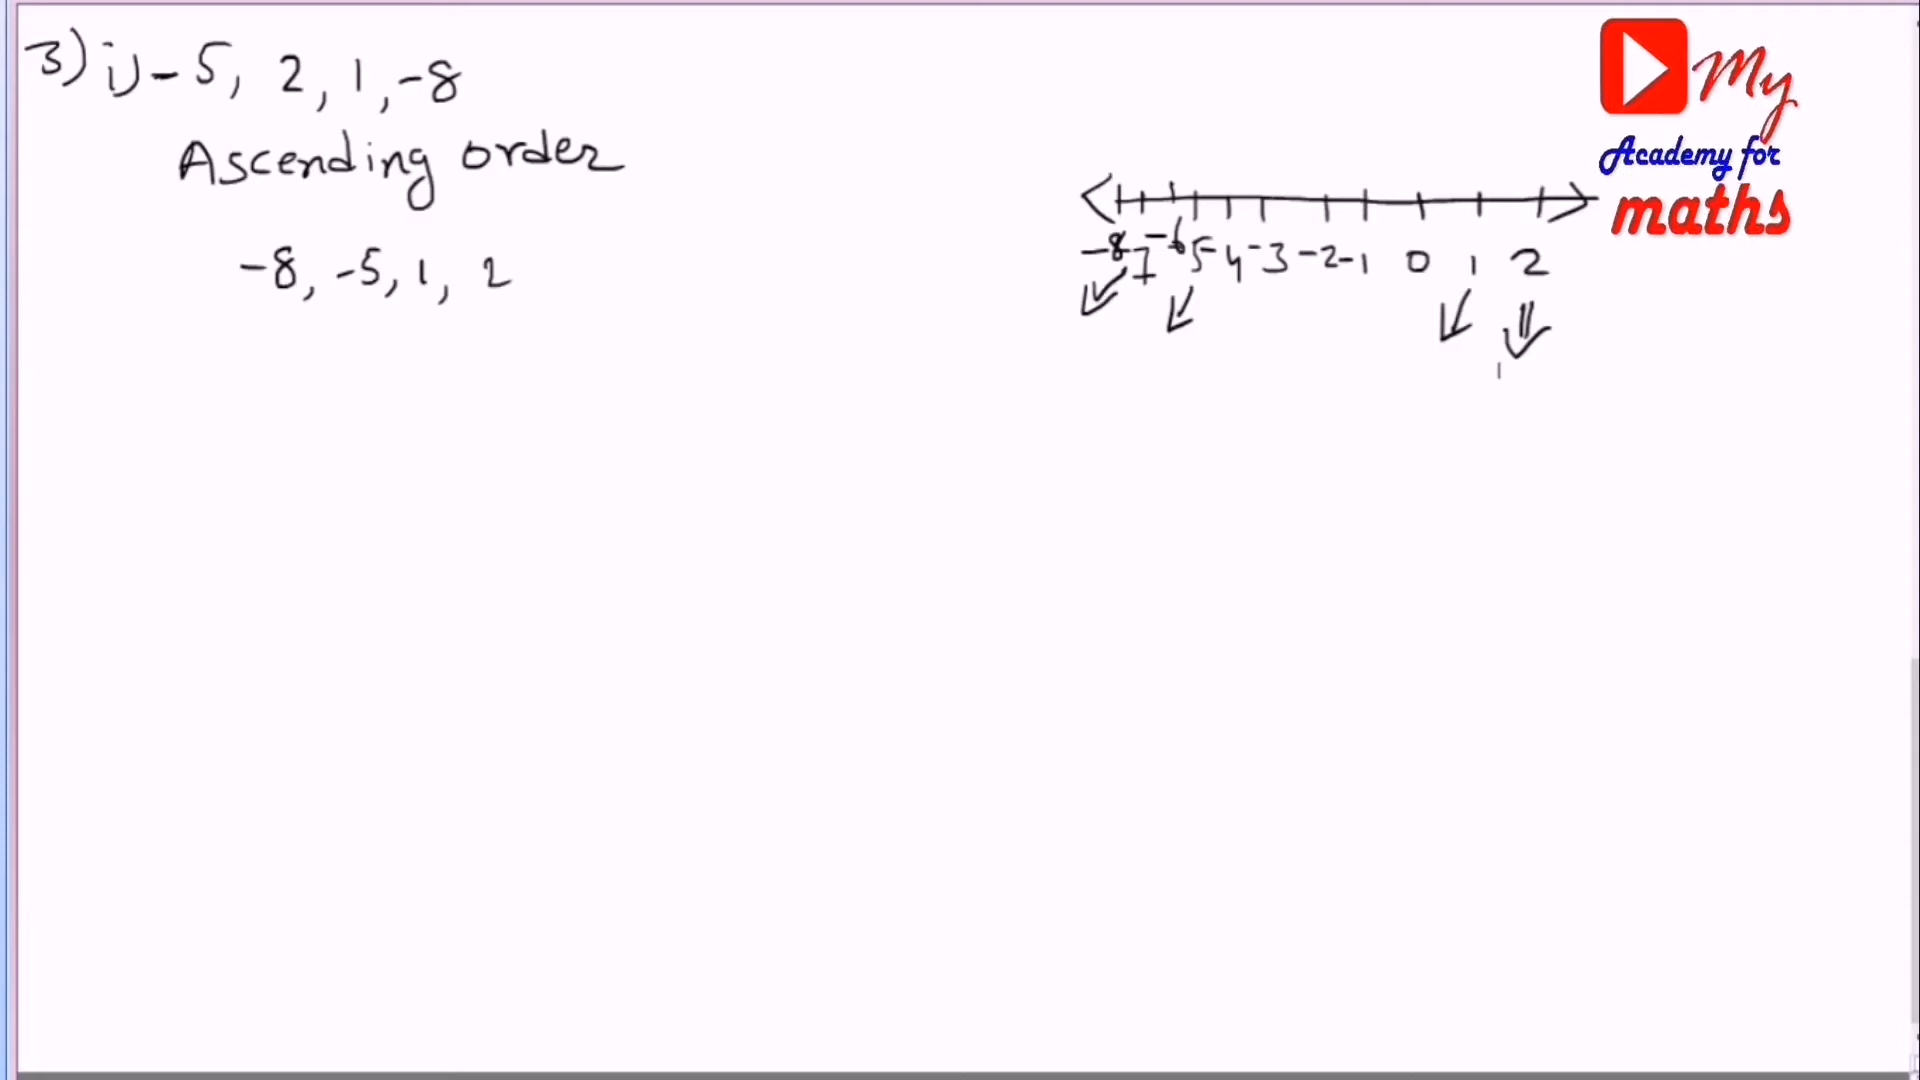 3) i) -5, 2, 1, -8
Ascending order
-8, -5, 1, 2
-8 -7 -6 -5 -4 -3 -2 -1 0 1 2
My
Academy for
maths